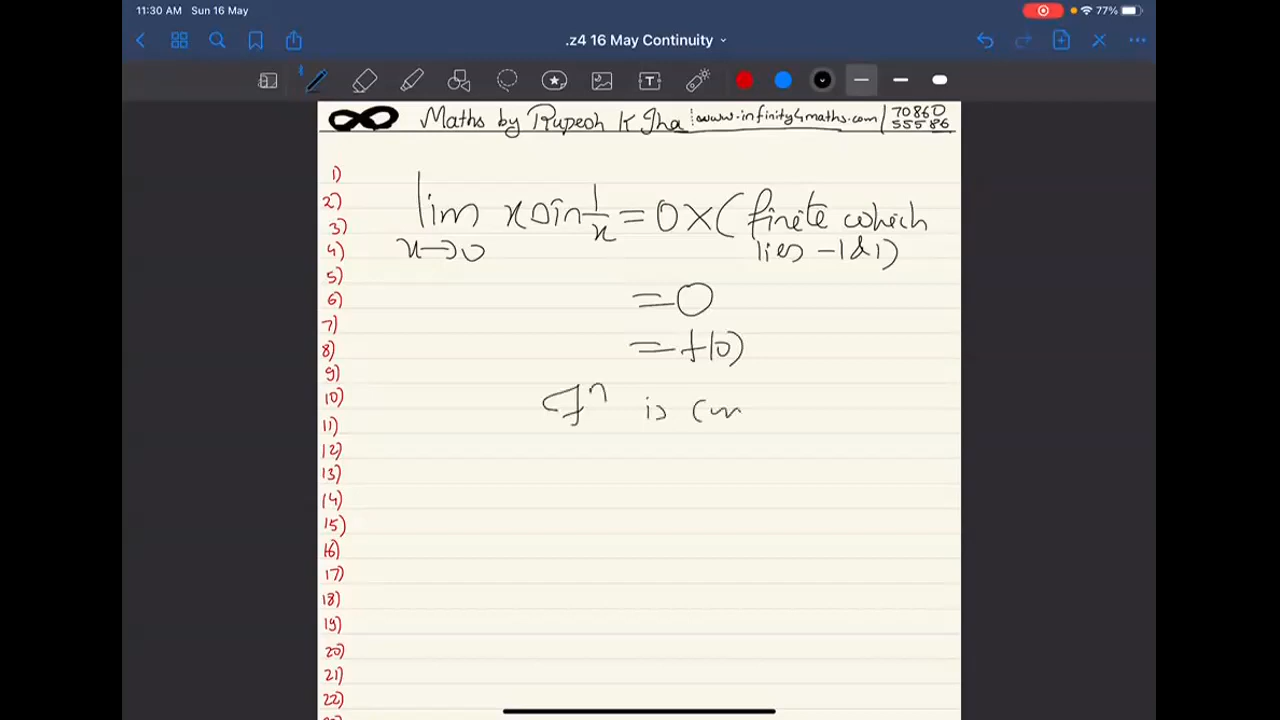 11:30 AM Sun 16 May
77%
.z4 16 May Continuity
Maths by Rupesh K Jha www.infinity4maths.com 70860 55586
1)
2) lim x→0 x sin 1/x = 0 × ( finite which
3)
4) lies -1 & 1)
5)
6) = 0
7)
8) = f(0)
9)
10) fⁿ is con
11)
12)
13)
14)
15)
16)
17)
18)
19)
20)
21)
22)